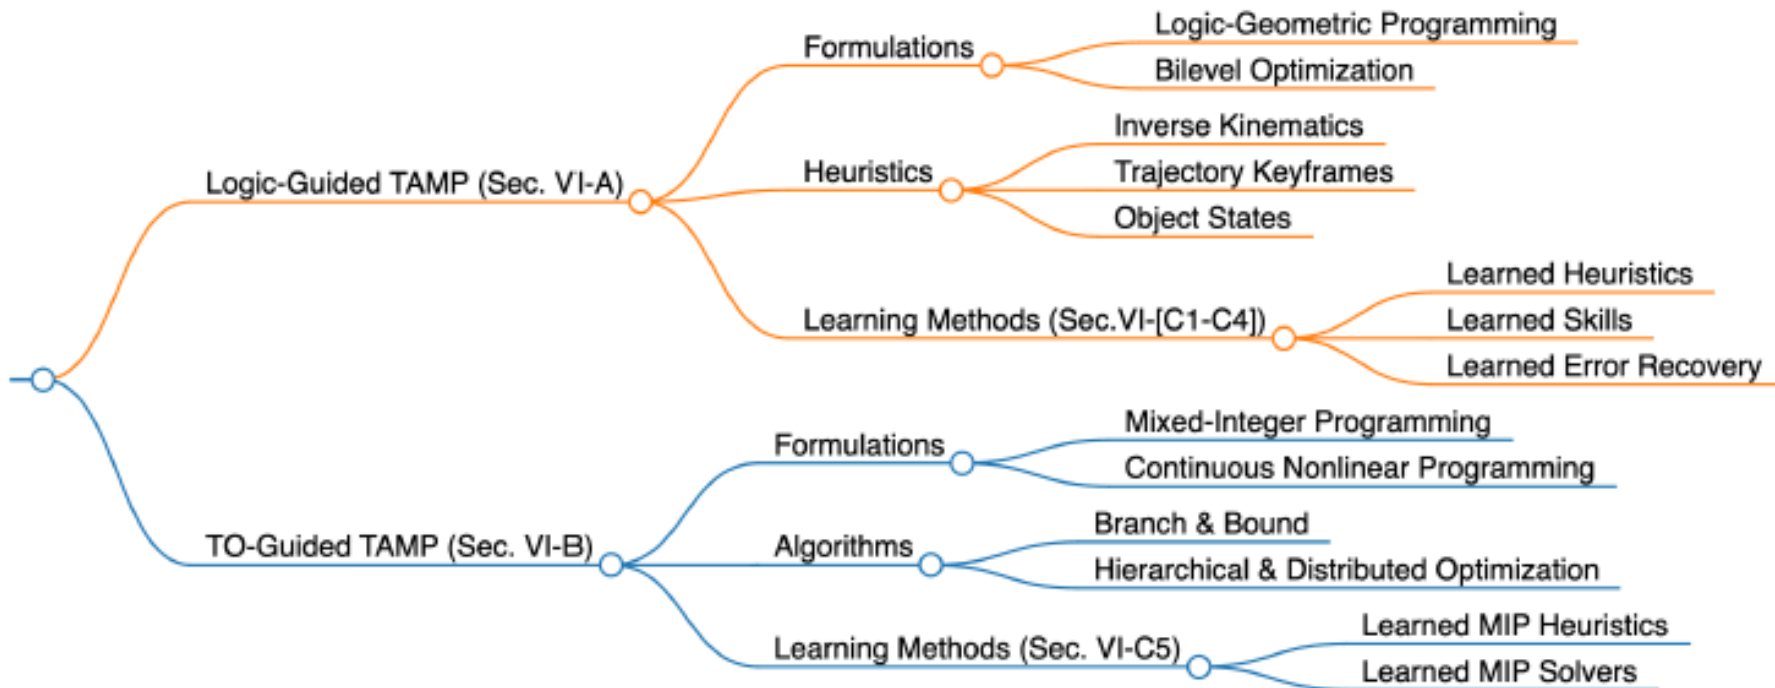 Logic-Guided TAMP (Sec. VI-A)
Formulations
Logic-Geometric Programming
Bilevel Optimization
Heuristics
Inverse Kinematics
Trajectory Keyframes
Object States
Learning Methods (Sec.VI-[C1-C4])
Learned Heuristics
Learned Skills
Learned Error Recovery
TO-Guided TAMP (Sec. VI-B)
Formulations
Mixed-Integer Programming
Continuous Nonlinear Programming
Algorithms
Branch & Bound
Hierarchical & Distributed Optimization
Learning Methods (Sec. VI-C5)
Learned MIP Heuristics
Learned MIP Solvers